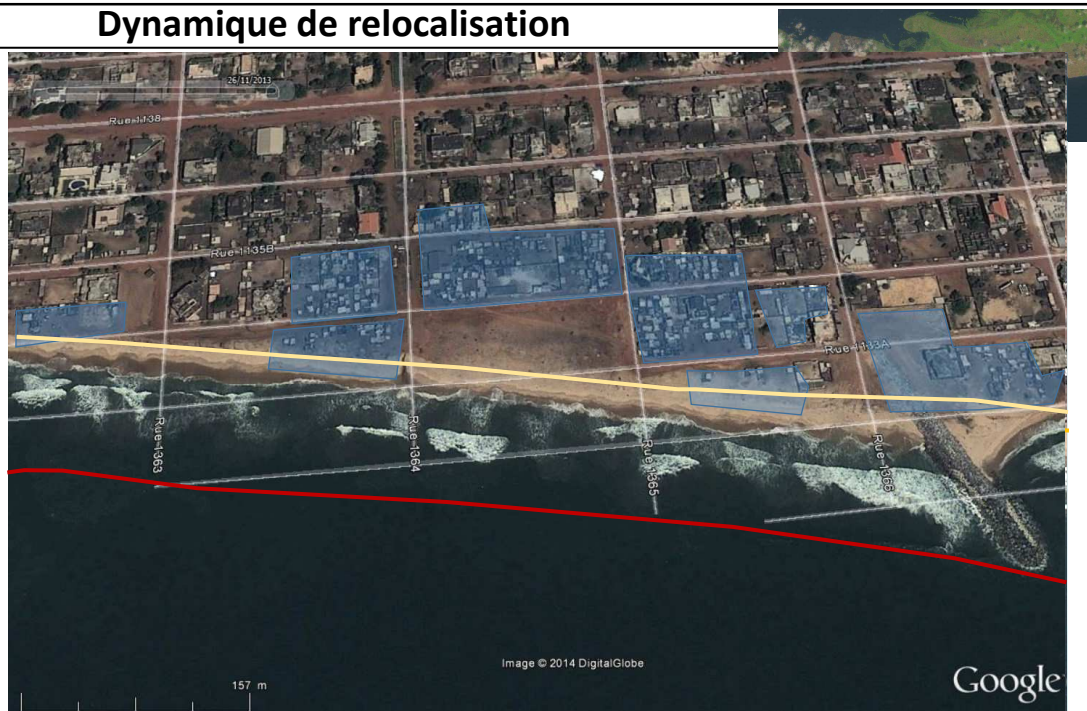 Dynamique de relocalisation
26/11/2013
Rue 1138
Rue 1135B
Rue 1133A
Rue 1363
Rue 1364
Rue 1365
Rue 1366
Image © 2014 DigitalGlobe
Google
157 m